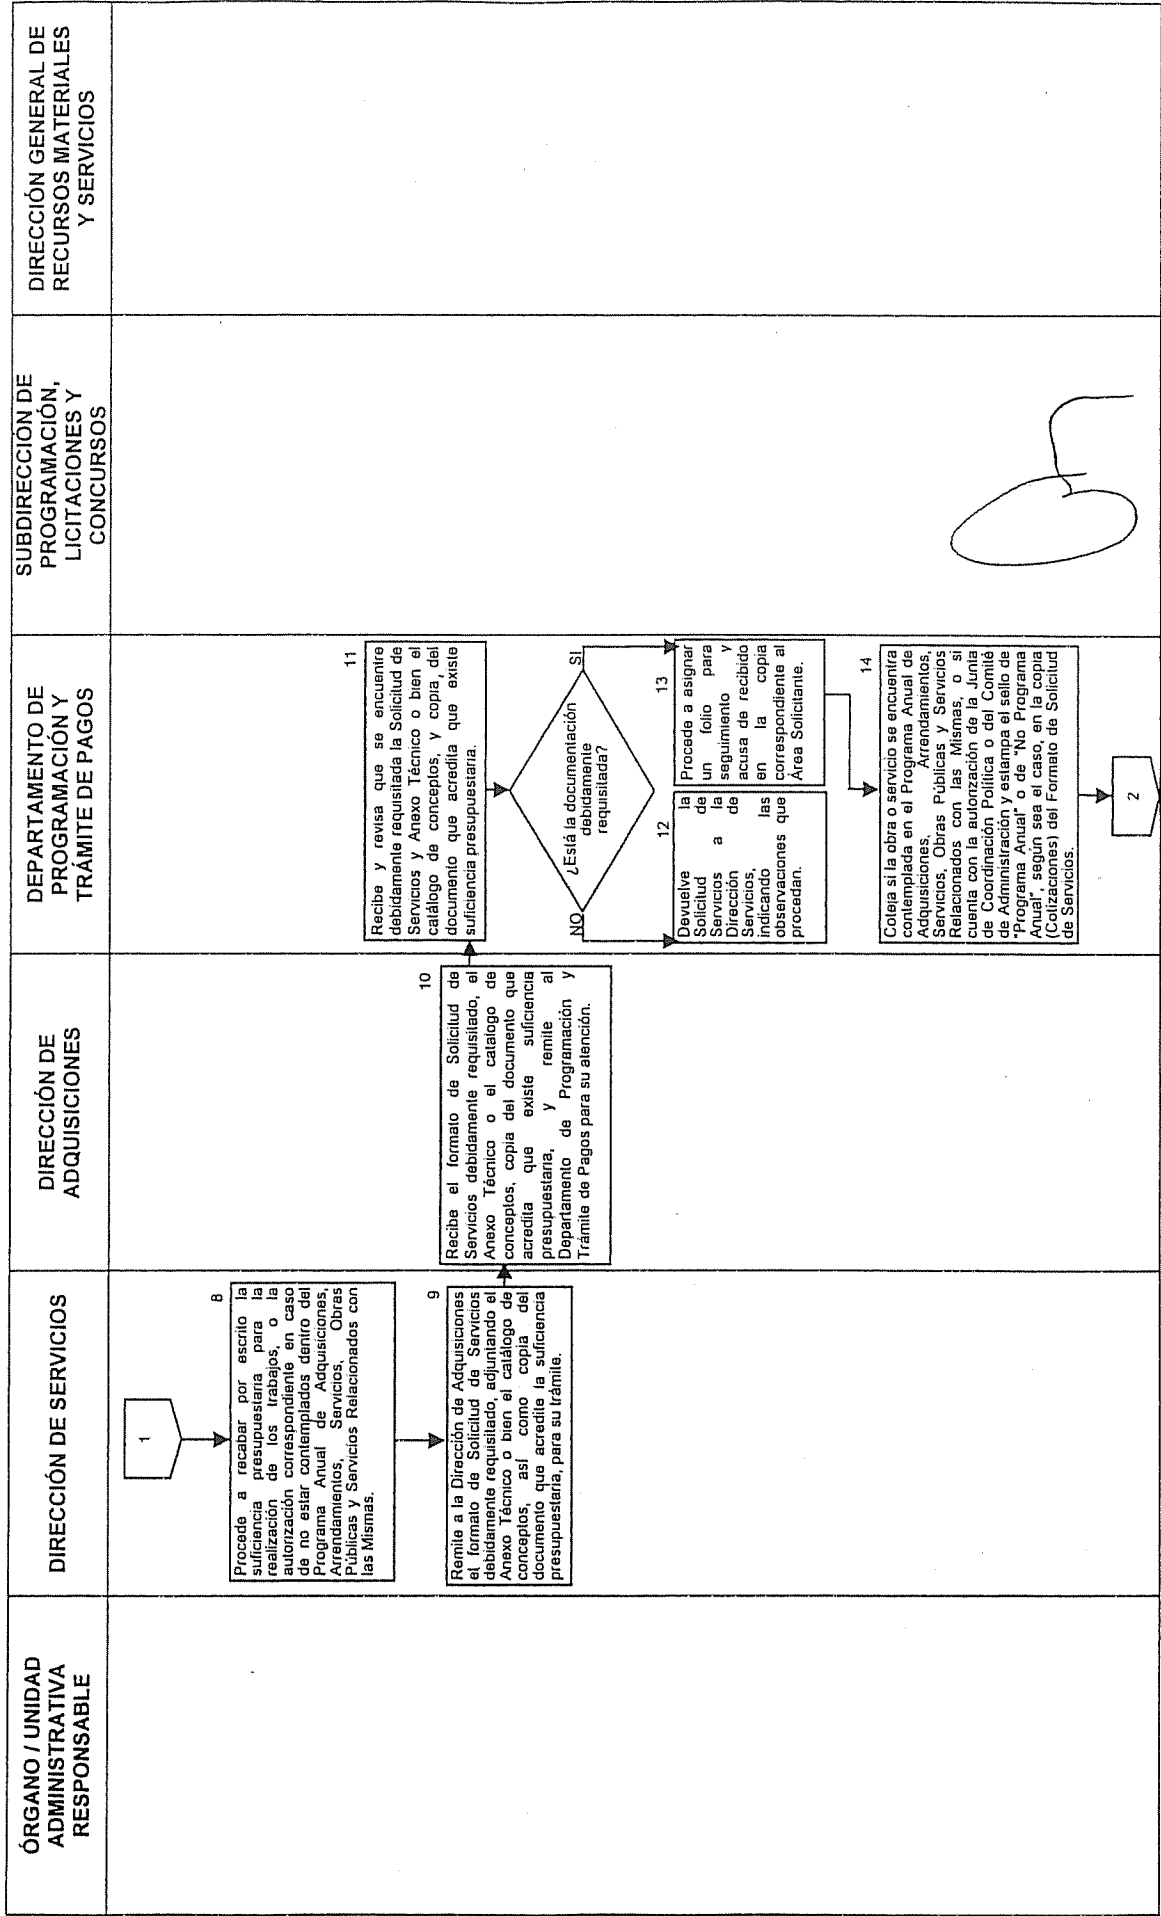 ÓRGANO / UNIDAD
ADMINISTRATIVA
RESPONSABLE
DIRECCIÓN DE SERVICIOS
DIRECCIÓN DE
ADQUISICIONES
DEPARTAMENTO DE
PROGRAMACIÓN Y
TRÁMITE DE PAGOS
SUBDIRECCIÓN DE
PROGRAMACIÓN,
LICITACIONES Y
CONCURSOS
DIRECCIÓN GENERAL DE
RECURSOS MATERIALES
Y SERVICIOS
1
8
Procede a recabar por escrito la
suficiencia presupuestaria para la
realización de los trabajos, o la
autorización correspondiente en caso
de no estar contemplados dentro del
Programa Anual de Adquisiciones,
Arrendamientos, Servicios, Obras
Públicas y Servicios Relacionados con
las Mismas.
9
Remite a la Dirección de Adquisiciones
el formato de Solicitud de Servicios
debidamente requisitado, adjuntando el
Anexo Técnico o bien el catálogo de
conceptos, así como copia del
documento que acredite la suficiencia
presupuestaria, para su trámite.
10
Recibe el formato de Solicitud de
Servicios debidamente requisitado, el
Anexo Técnico o el catalogo de
conceptos, copia del documento que
acredita que existe suficiencia
presupuestaria, y remite al
Departamento de Programación y
Trámite de Pagos para su atención.
11
Recibe y revisa que se encuentre
debidamente requisitada la Solicitud de
Servicios y Anexo Técnico o bien el
catálogo de conceptos, y copia, del
documento que acredita que existe
suficiencia presupuestaria.
¿Está la documentación
debidamente
requisitada?
NO
SI
12
Devuelve la
Solicitud de
Servicios a la
Dirección de
Servicios,
indicando las
observaciones que
procedan.
13
Procede a asignar
un folio para
seguimiento y
acusa de recibido
en la copia
correspondiente al
Área Solicitante.
14
Coteja si la obra o servicio se encuentra
contemplada en el Programa Anual de
Adquisiciones, Arrendamientos,
Servicios, Obras Públicas y Servicios
Relacionados con las Mismas, o si
cuenta con la autorización de la Junta
de Coordinación Política o del Comité
de Administración y estampa el sello de
"Programa Anual" o de "No Programa
Anual", según sea el caso, en la copia
(Cotizaciones) del Formato de Solicitud
de Servicios.
2